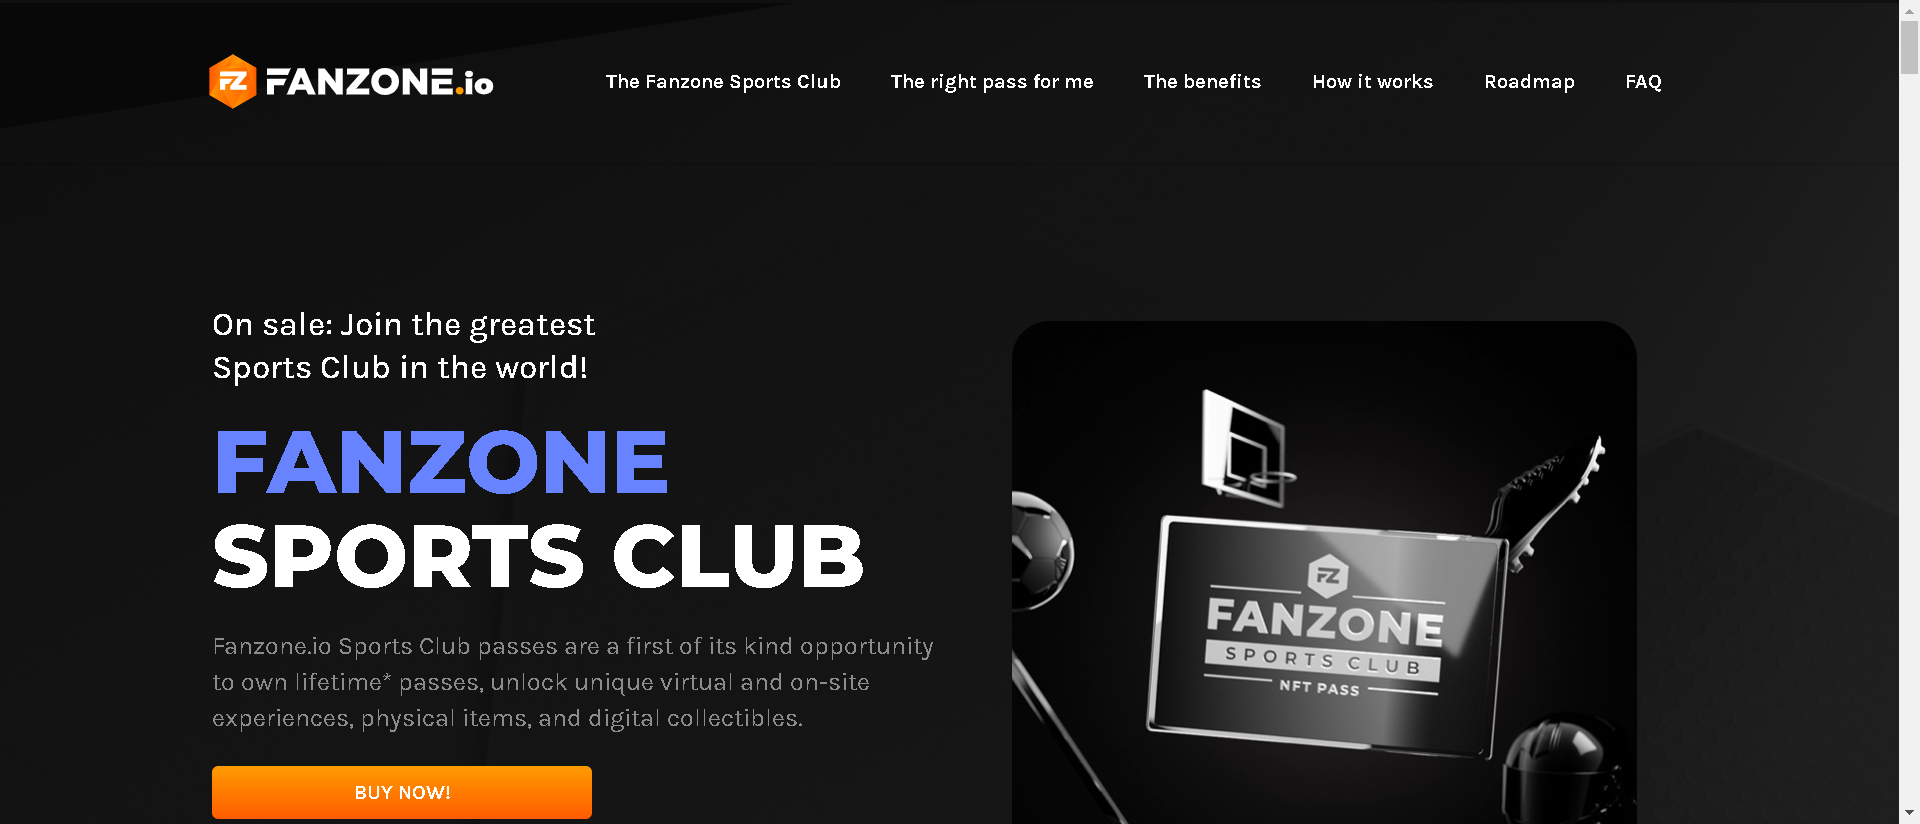 FZ FANZONE.io
The Fanzone Sports Club
The right pass for me
The benefits
How it works
Roadmap
FAQ
On sale: Join the greatest
Sports Club in the world!
FANZONE
SPORTS CLUB
Fanzone.io Sports Club passes are a first of its kind opportunity
to own lifetime* passes, unlock unique virtual and on-site
experiences, physical items, and digital collectibles.
BUY NOW!
FZ
FANZONE
SPORTS CLUB
NFT PASS